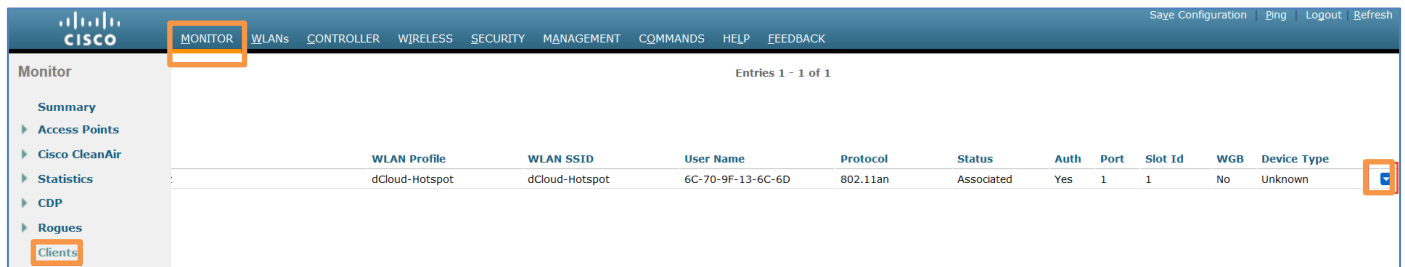 Save Configuration | Ping | Logout | Refresh
CISCO
MONITOR WLANs CONTROLLER WIRELESS SECURITY MANAGEMENT COMMANDS HELP FEEDBACK
Monitor
Entries 1 - 1 of 1
Summary
Access Points
Cisco CleanAir
WLAN Profile WLAN SSID User Name Protocol Status Auth Port Slot Id WGB Device Type
Statistics
dCloud-Hotspot dCloud-Hotspot 6C-70-9F-13-6C-6D 802.11an Associated Yes 1 1 No Unknown
CDP
Rogues
Clients